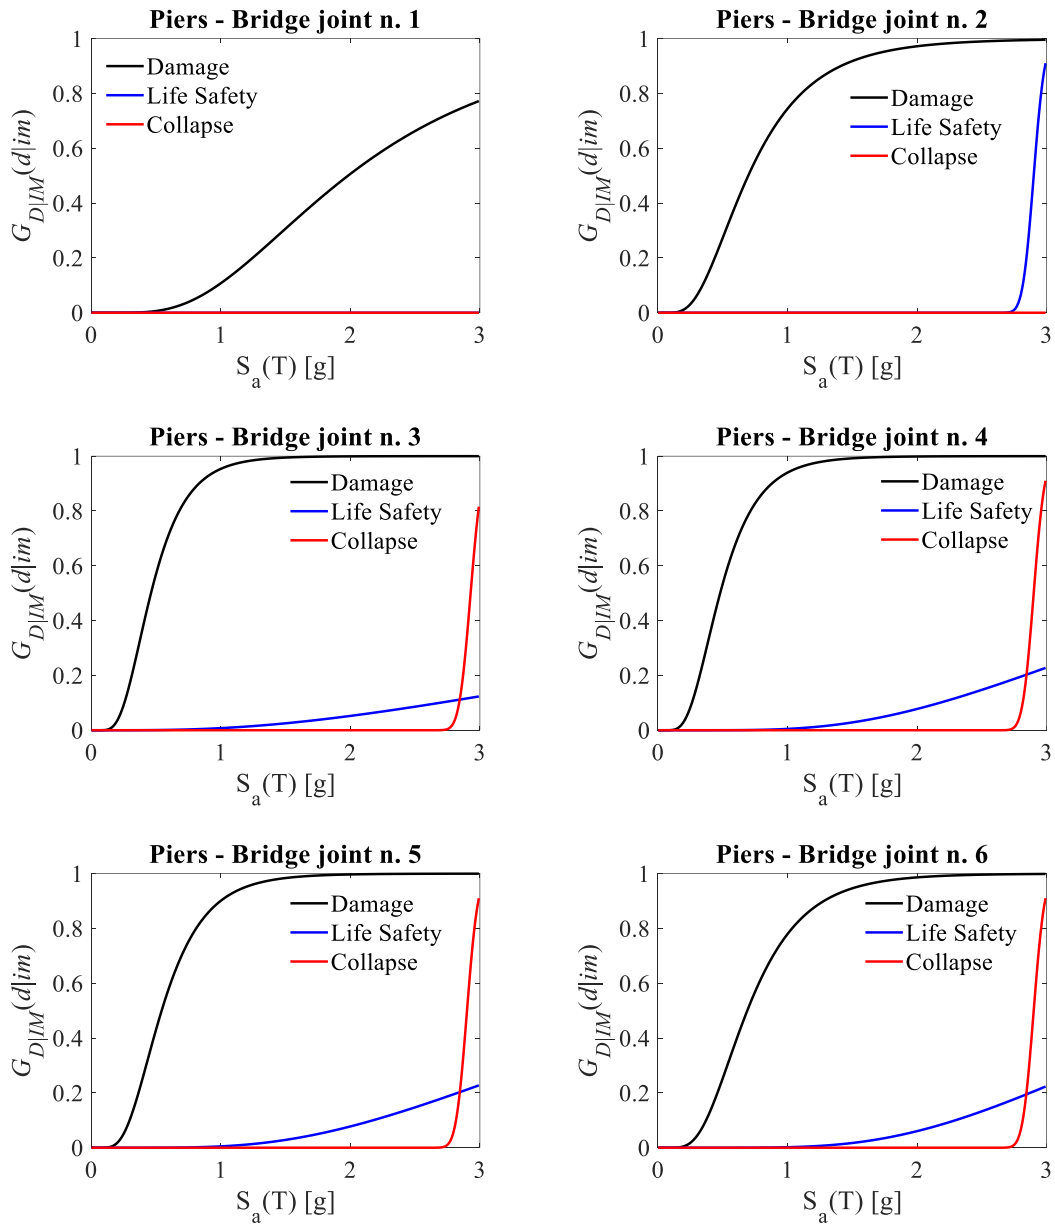 Piers - Bridge joint n. 1
1
0.8
0.6
0.4
0.2
0
G_{D|IM}(d|im)
Damage
Life Safety
Collapse
0 1 2 3
S_a(T) [g]
Piers - Bridge joint n. 2
1
0.8
0.6
0.4
0.2
0
G_{D|IM}(d|im)
Damage
Life Safety
Collapse
0 1 2 3
S_a(T) [g]
Piers - Bridge joint n. 3
1
0.8
0.6
0.4
0.2
0
G_{D|IM}(d|im)
Damage
Life Safety
Collapse
0 1 2 3
S_a(T) [g]
Piers - Bridge joint n. 4
1
0.8
0.6
0.4
0.2
0
G_{D|IM}(d|im)
Damage
Life Safety
Collapse
0 1 2 3
S_a(T) [g]
Piers - Bridge joint n. 5
1
0.8
0.6
0.4
0.2
0
G_{D|IM}(d|im)
Damage
Life Safety
Collapse
0 1 2 3
S_a(T) [g]
Piers - Bridge joint n. 6
1
0.8
0.6
0.4
0.2
0
G_{D|IM}(d|im)
Damage
Life Safety
Collapse
0 1 2 3
S_a(T) [g]